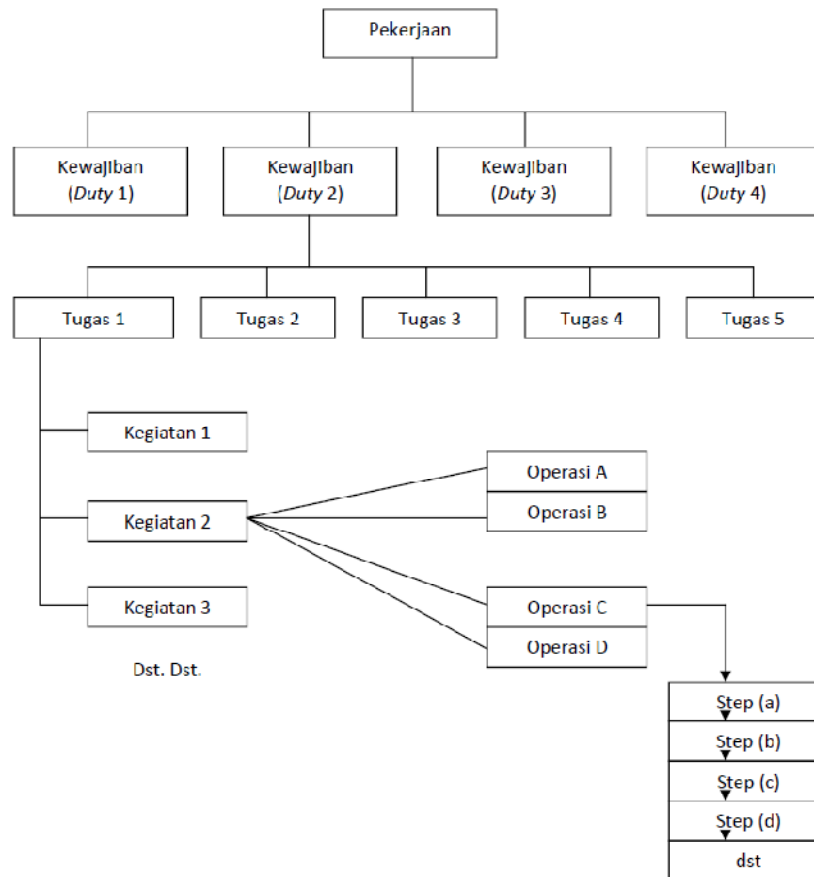 Pekerjaan
Kewajiban
(Duty 1)
Kewajiban
(Duty 2)
Kewajiban
(Duty 3)
Kewajiban
(Duty 4)
Tugas 1
Tugas 2
Tugas 3
Tugas 4
Tugas 5
Kegiatan 1
Kegiatan 2
Kegiatan 3
Dst. Dst.
Operasi A
Operasi B
Operasi C
Operasi D
Step (a)
Step (b)
Step (c)
Step (d)
dst